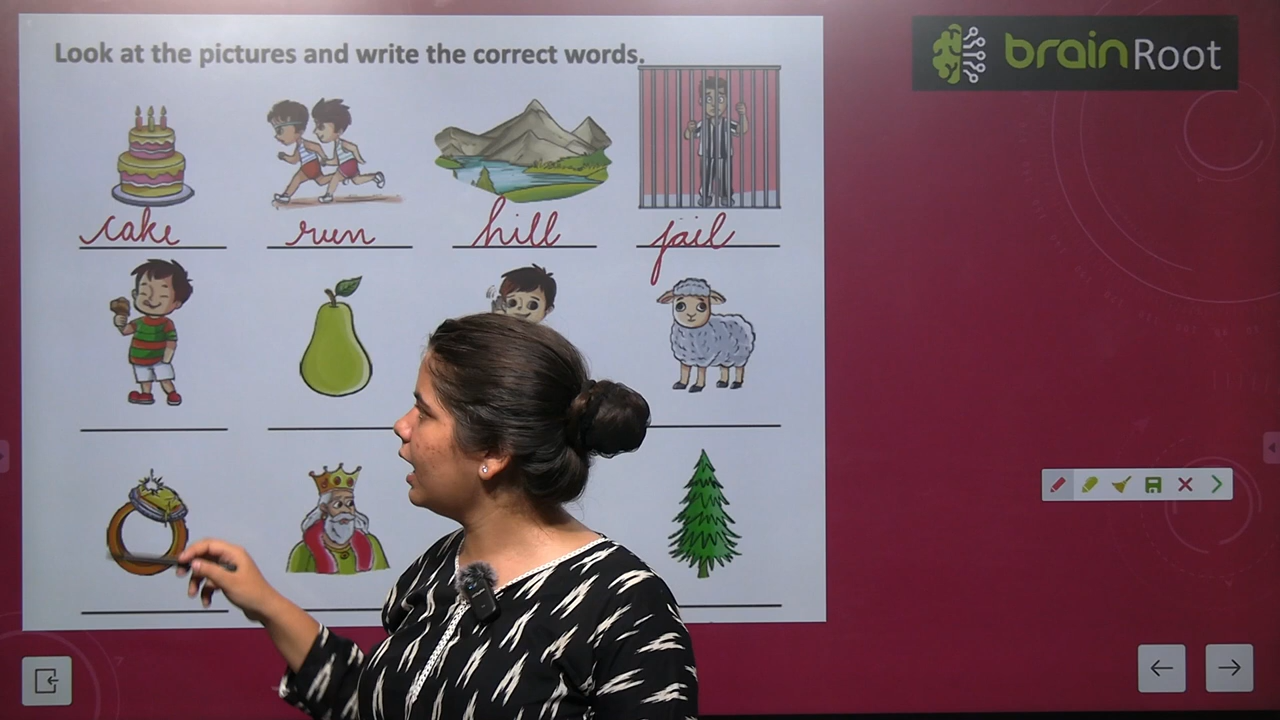 Look at the pictures and write the correct words.
brainRoot
cake run hill jail